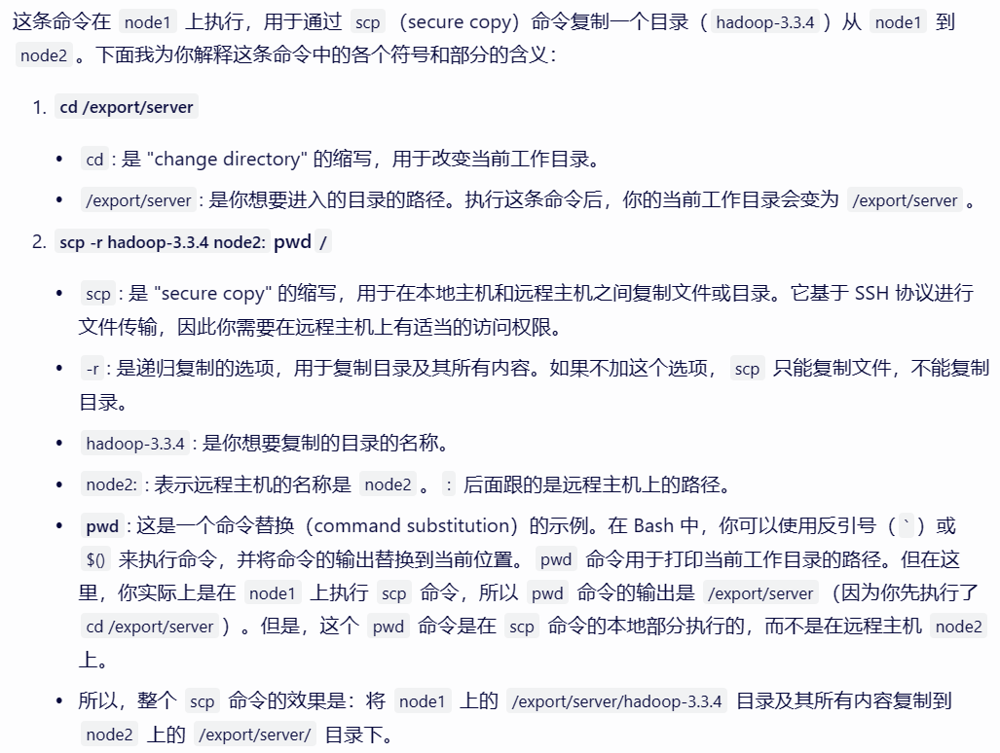 这条命令在 node1 上执行，用于通过 scp （secure copy）命令复制一个目录（ hadoop-3.3.4 ）从 node1 到
node2 。下面我为你解释这条命令中的各个符号和部分的含义：
1. cd /export/server
• cd : 是 "change directory" 的缩写，用于改变当前工作目录。
• /export/server : 是你想要进入的目录的路径。执行这条命令后，你的当前工作目录会变为 /export/server 。
2. scp -r hadoop-3.3.4 node2: pwd /
• scp : 是 "secure copy" 的缩写，用于在本地主机和远程主机之间复制文件或目录。它基于 SSH 协议进行
文件传输，因此你需要在远程主机上有适当的访问权限。
• -r : 是递归复制的选项，用于复制目录及其所有内容。如果不加这个选项， scp 只能复制文件，不能复制
目录。
• hadoop-3.3.4 : 是你想要复制的目录的名称。
• node2: : 表示远程主机的名称是 node2 。 : 后面跟的是远程主机上的路径。
• pwd : 这是一个命令替换（command substitution）的示例。在 Bash 中，你可以使用反引号（ ` ）或
$() 来执行命令，并将命令的输出替换到当前位置。 pwd 命令用于打印当前工作目录的路径。但在这
里，你实际上是在 node1 上执行 scp 命令，所以 pwd 命令的输出是 /export/server （因为你先执行了
cd /export/server ）。但是，这个 pwd 命令是在 scp 命令的本地部分执行的，而不是在远程主机 node2
上。
• 所以，整个 scp 命令的效果是：将 node1 上的 /export/server/hadoop-3.3.4 目录及其所有内容复制到
node2 上的 /export/server/ 目录下。